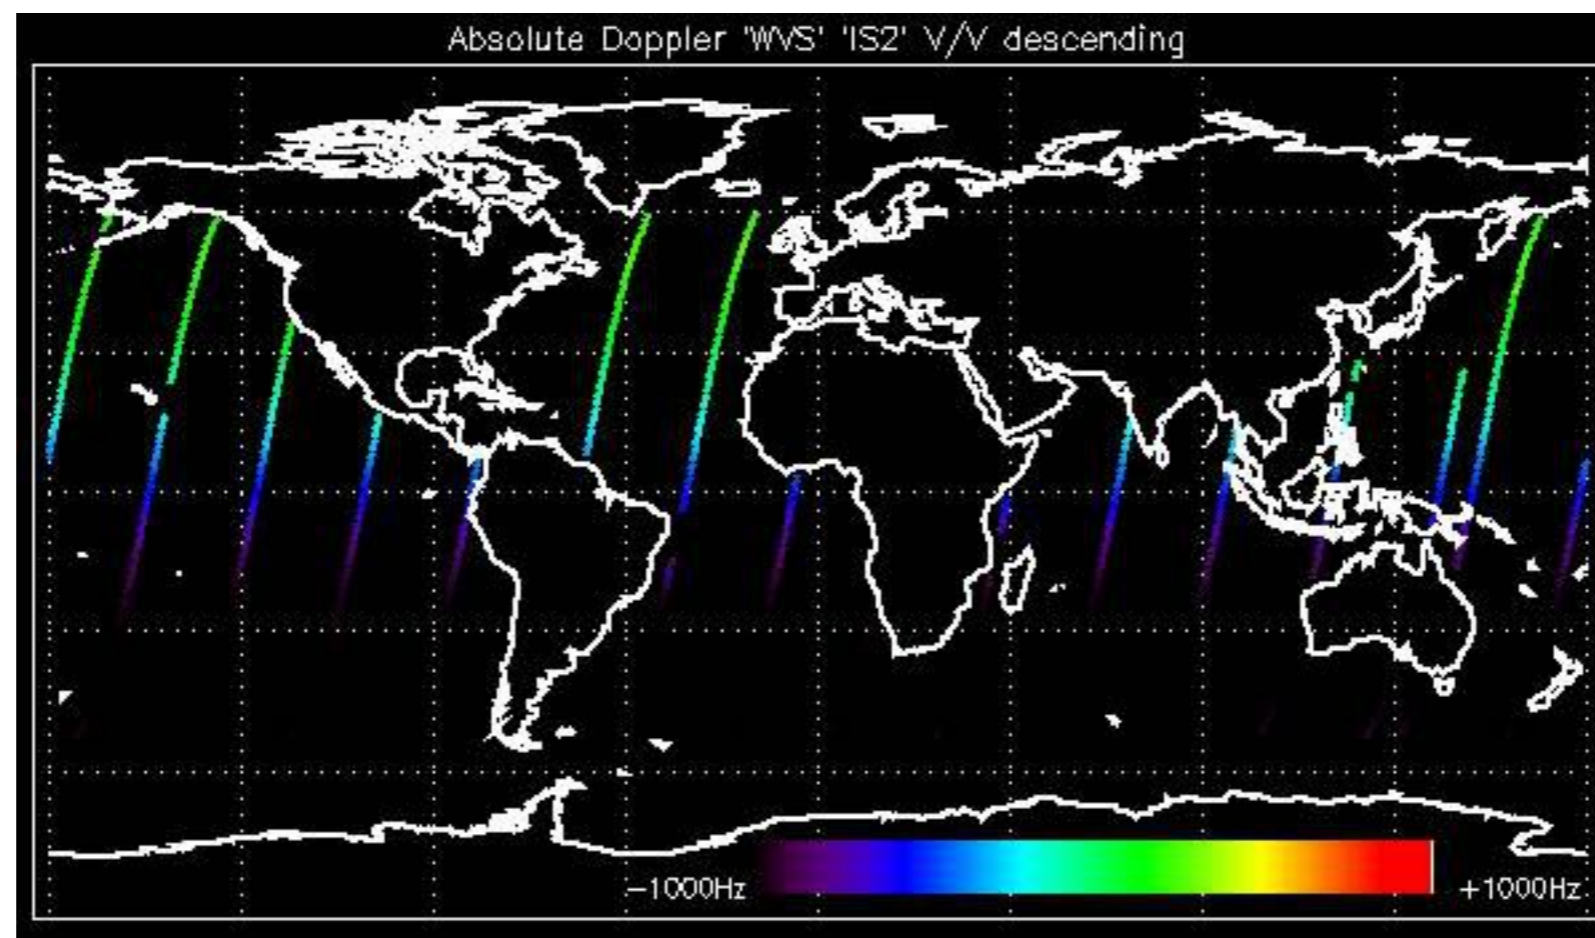 Absolute Doppler 'WVS' 'IS2' V/V descending
−1000Hz
+1000Hz